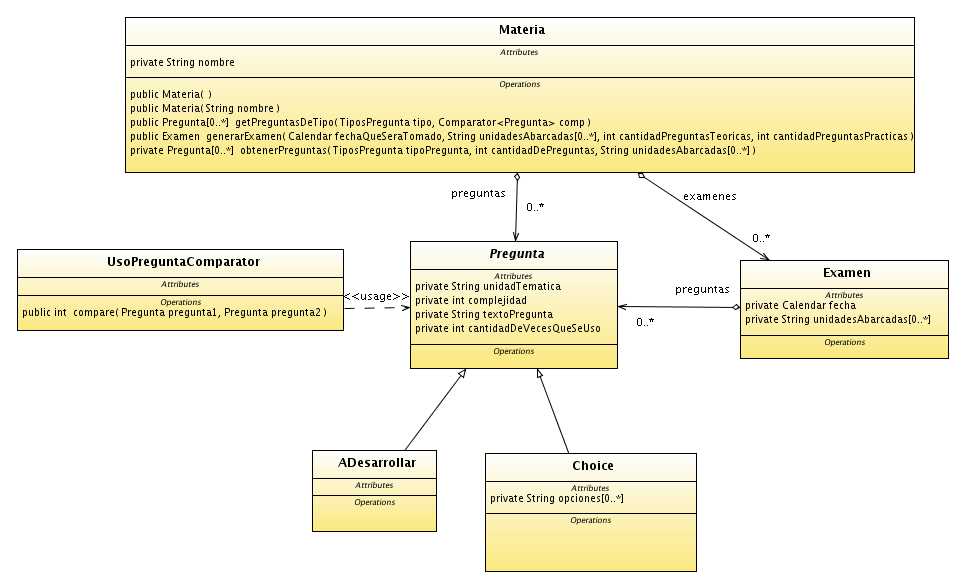 Materia
Attributes
private String nombre
Operations
public Materia( )
public Materia( String nombre )
public Pregunta[0..*] getPreguntasDeTipo( TiposPregunta tipo, Comparator<Pregunta> comp )
public Examen generarExamen( Calendar fechaQueSeraTomado, String unidadesAbarcadas[0..*], int cantidadPreguntasTeoricas, int cantidadPreguntasPracticas )
private Pregunta[0..*] obtenerPreguntas( TiposPregunta tipoPregunta, int cantidadDePreguntas, String unidadesAbarcadas[0..*] )
preguntas
0..*
examenes
0..*
UsoPreguntaComparator
Attributes
Operations
public int compare( Pregunta pregunta1, Pregunta pregunta2 )
<<usage>>
Pregunta
Attributes
private String unidadTematica
private int complejidad
private String textoPregunta
private int cantidadDeVecesQueSeUso
Operations
preguntas
0..*
Examen
Attributes
private Calendar fecha
private String unidadesAbarcadas[0..*]
Operations
ADesarrollar
Attributes
Operations
Choice
Attributes
private String opciones[0..*]
Operations